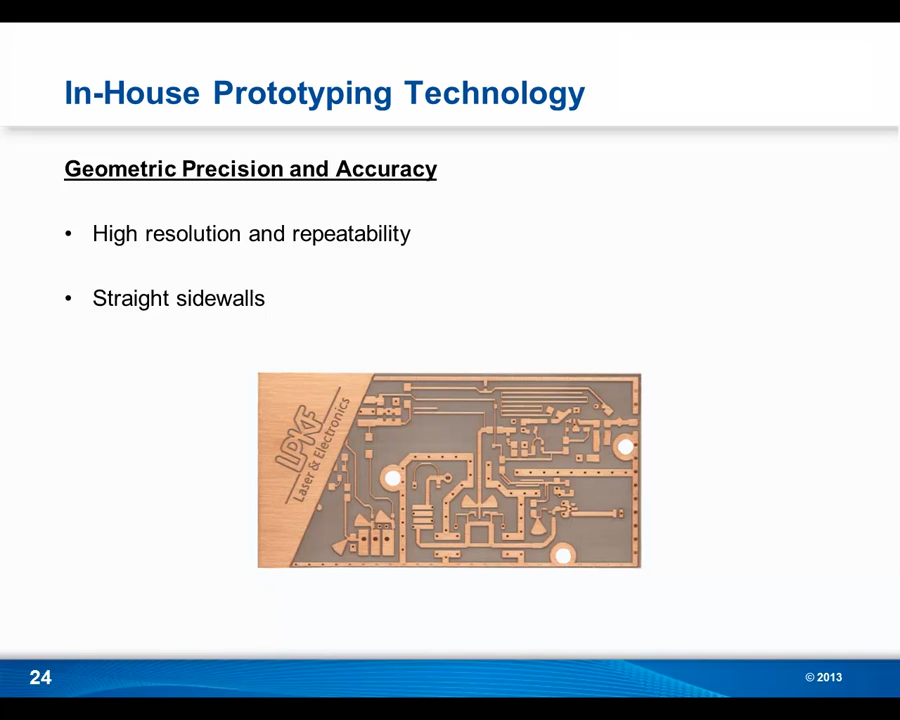 In-House Prototyping Technology
Geometric Precision and Accuracy
• High resolution and repeatability
• Straight sidewalls
LPKF
Laser & Electronics
24
© 2013